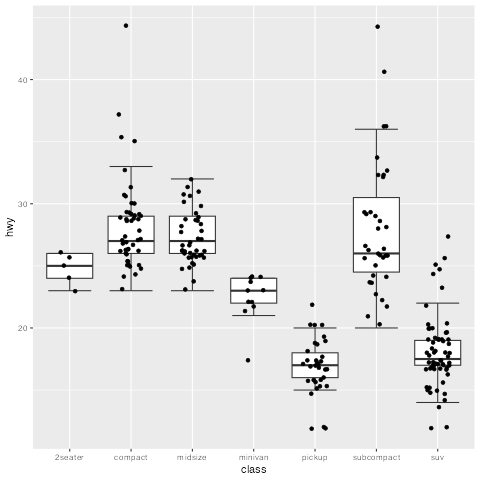 40
30
20
hwy
2seater compact midsize minivan pickup subcompact suv
class